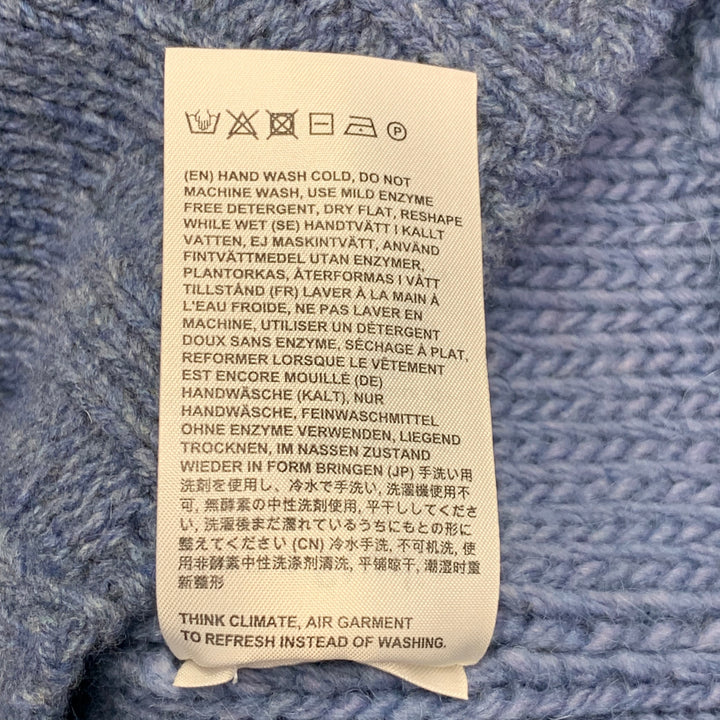 P
(EN) HAND WASH COLD, DO NOT
MACHINE WASH, USE MILD ENZYME
FREE DETERGENT, DRY FLAT, RESHAPE
WHILE WET (SE) HANDTVÄTT I KALLT
VATTEN, EJ MASKINTVÄTT, ANVÄND
FINTVÄTTMEDEL UTAN ENZYMER,
PLANTORKAS, ÅTERFORMAS I VÅTT
TILLSTÅND (FR) LAVER À LA MAIN À
L'EAU FROIDE, NE PAS LAVER EN
MACHINE, UTILISER UN DÉTERGENT
DOUX SANS ENZYME, SÉCHAGE À PLAT,
REFORMER LORSQUE LE VÊTEMENT
EST ENCORE MOUILLÉ (DE)
HANDWÄSCHE (KALT), NUR
HANDWÄSCHE, FEINWASCHMITTEL
OHNE ENZYME VERWENDEN, LIEGEND
TROCKNEN, IM NASSEN ZUSTAND
WIEDER IN FORM BRINGEN (JP) 手洗い用
洗剤を使用し、冷水で手洗い, 洗濯機使用不
可, 無酵素の中性洗剤使用, 平干ししてくださ
い, 洗濯後まだ濡れているうちにもとの形に
整えてください (CN) 冷水手洗, 不可机洗, 使
用非酵素中性洗涤剂清洗, 平铺晾干, 潮湿时重
新整形
THINK CLIMATE, AIR GARMENT
TO REFRESH INSTEAD OF WASHING.